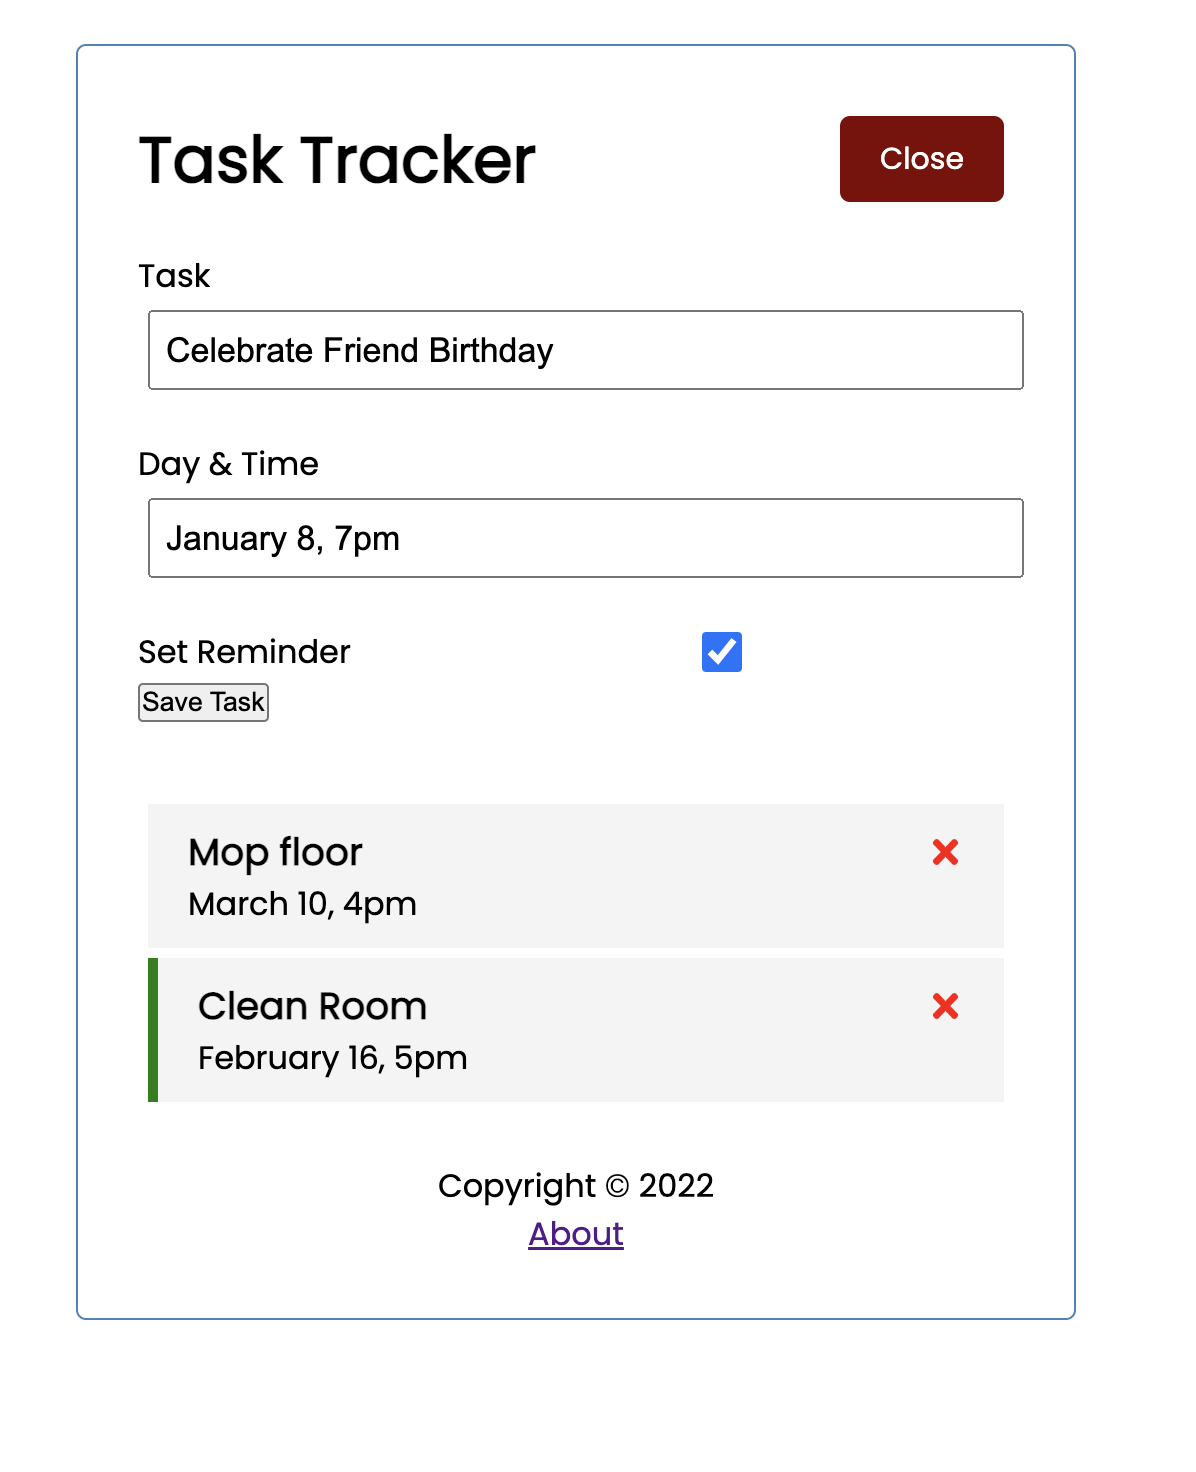 Task Tracker
Close
Task
Celebrate Friend Birthday
Day & Time
January 8, 7pm
Set Reminder
Save Task
Mop floor
March 10, 4pm
Clean Room
February 16, 5pm
Copyright © 2022
About